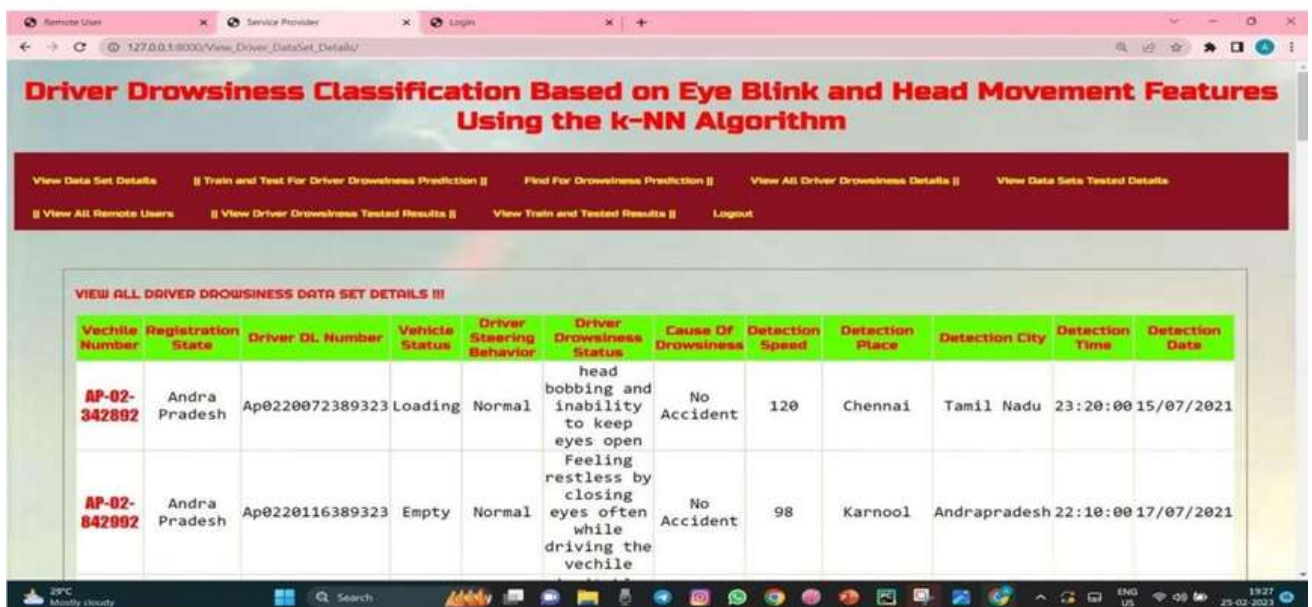 Remote User
Service Provider
Login
127.0.0.1:8000/View_Driver_DataSet_Details/
Driver Drowsiness Classification Based on Eye Blink and Head Movement Features
Using the k-NN Algorithm
View Data Set Details || Train and Test For Driver Drowsiness Prediction || Find For Drowsiness Prediction || View All Driver Drowsiness Details || View Data Sets Tested Details
|| View All Remote Users || View Driver Drowsiness Tested Results || View Train and Tested Results || Logout
VIEW ALL DRIVER DROWSINESS DATA SET DETAILS !!!
Vechile Number
Registration State
Driver DL Number
Vehicle Status
Driver Steering Behavior
Driver Drowsiness Status
Cause Of Drowsiness
Detection Speed
Detection Place
Detection City
Detection Time
Detection Date
AP-02-342892
Andra Pradesh
Ap0220072389323
Loading
Normal
head bobbing and inability to keep eyes open
No Accident
120
Chennai
Tamil Nadu
23:20:00
15/07/2021
AP-02-842992
Andra Pradesh
Ap0220116389323
Empty
Normal
Feeling restless by closing eyes often while driving the vechile
No Accident
98
Karnool
Andrapradesh
22:10:00
17/07/2021
29°C
Mostly cloudy
Search
ENG
US
19:27
25-02-2023